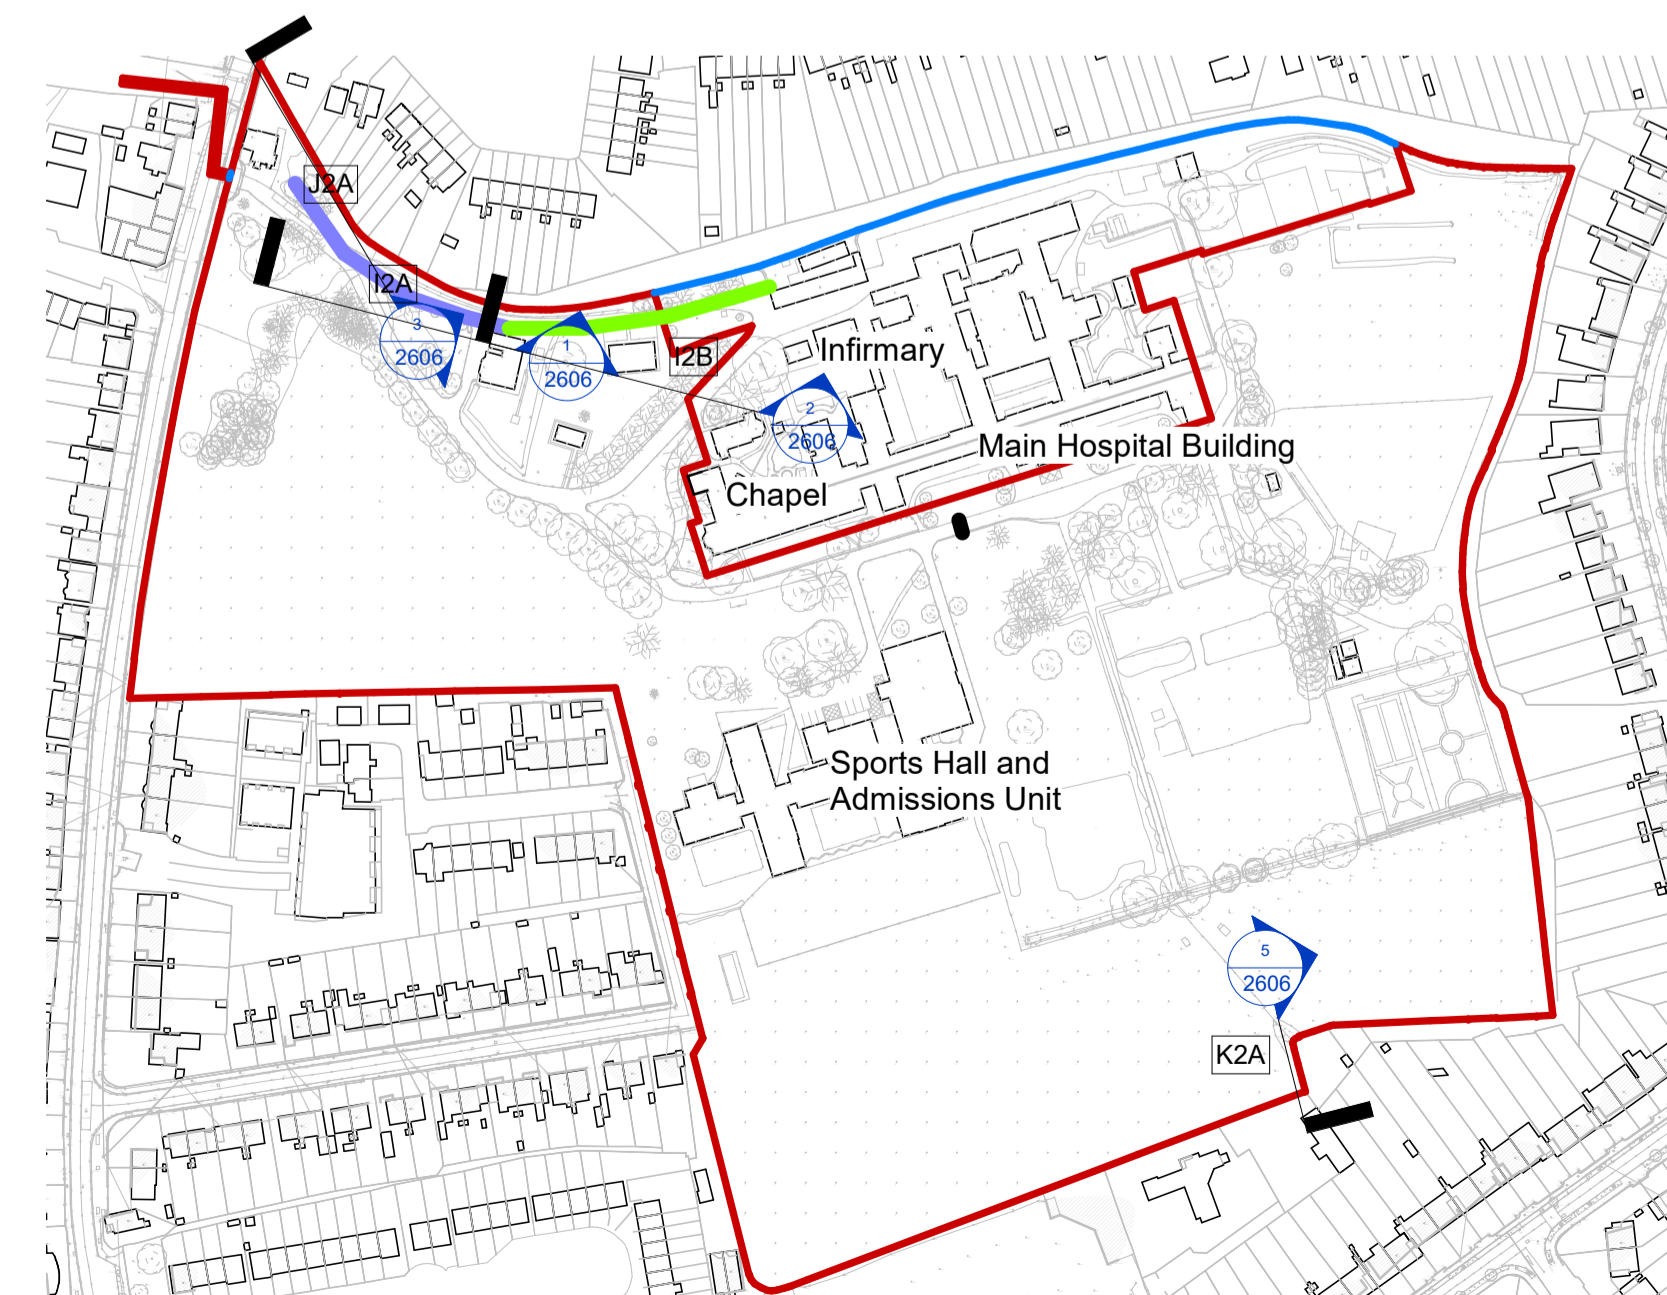 J2A
I2A
3
2606
1
2606
I2B
Infirmary
2
2606
Main Hospital Building
Chapel
Sports Hall and
Admissions Unit
5
2606
K2A